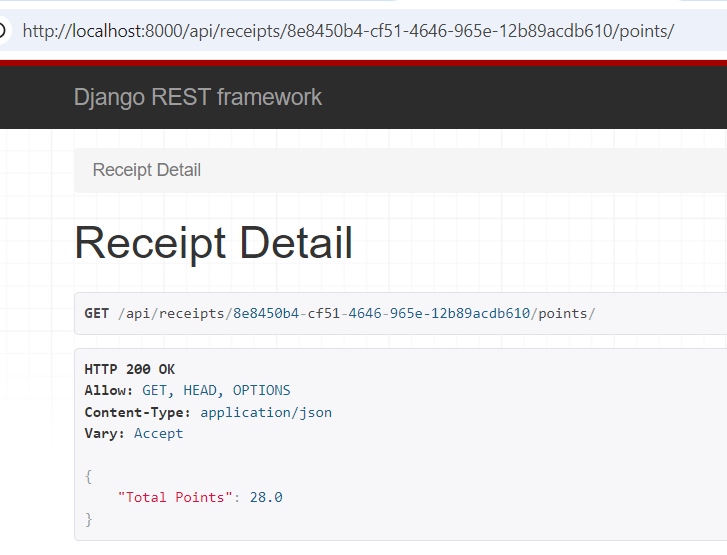 http://localhost:8000/api/receipts/8e8450b4-cf51-4646-965e-12b89acdb610/points/
Django REST framework
Receipt Detail
Receipt Detail
GET /api/receipts/8e8450b4-cf51-4646-965e-12b89acdb610/points/
HTTP 200 OK
Allow: GET, HEAD, OPTIONS
Content-Type: application/json
Vary: Accept
{
    "Total Points": 28.0
}